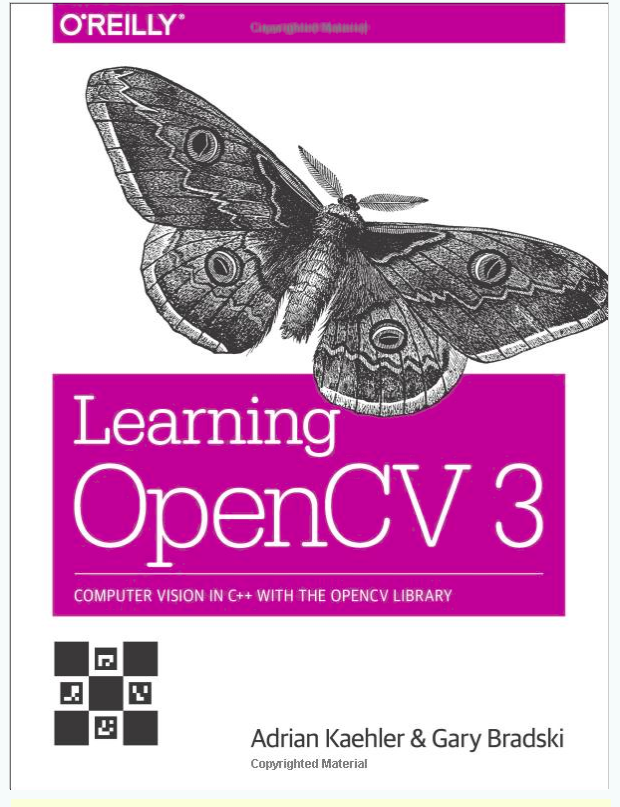 O'REILLY®
Copyrighted Material
Learning
OpenCV 3
COMPUTER VISION IN C++ WITH THE OPENCV LIBRARY
Adrian Kaehler & Gary Bradski
Copyrighted Material